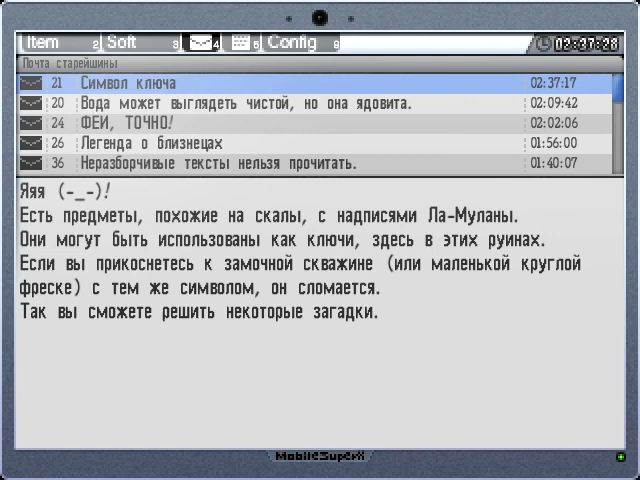 Item 2 Soft 3 4 5 Config 9 02:37:28
Почта старейшины
21 Символ ключа 02:37:17
20 Вода может выглядеть чистой, но она ядовита. 02:09:42
24 ФЕИ, ТОЧНО! 02:02:06
26 Легенда о близнецах 01:56:00
36 Неразборчивые тексты нельзя прочитать. 01:40:07
Яяя (-_-)!
Есть предметы, похожие на скалы, с надписями Ла-Муланы.
Они могут быть использованы как ключи, здесь в этих руинах.
Если вы прикоснетесь к замочной скважине (или маленькой круглой
фреске) с тем же символом, он сломается.
Так вы сможете решить некоторые загадки.
MobileSuperX